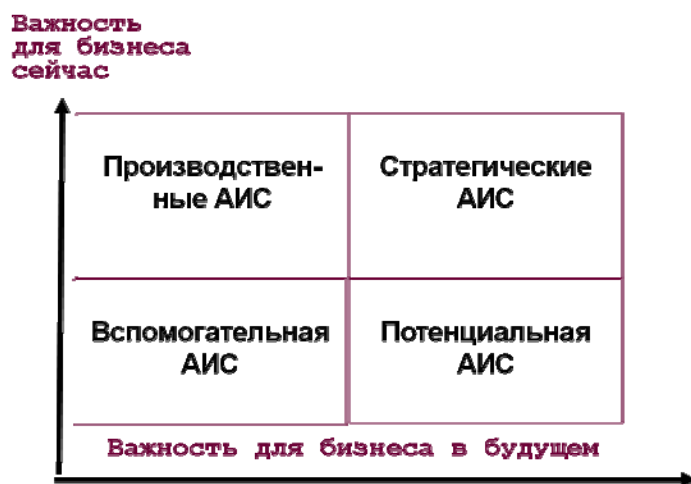 Важность
для бизнеса
сейчас
Производствен-
ные АИС
Стратегические
АИС
Вспомогательная
АИС
Потенциальная
АИС
Важность для бизнеса в будущем